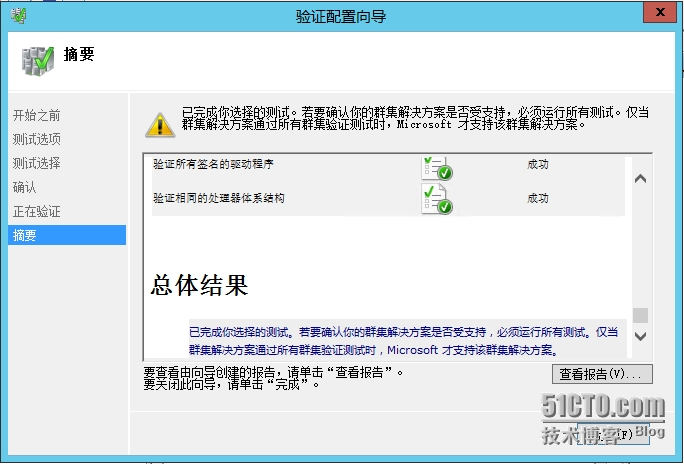 验证配置向导
摘要
已完成你选择的测试。若要确认你的群集解决方案是否受支持，必须运行所有测试。仅当
群集解决方案通过所有群集验证测试时，Microsoft 才支持该群集解决方案。
开始之前
测试选项
测试选择
确认
正在验证
摘要
验证所有签名的驱动程序 成功
验证相同的处理器体系结构 成功
总体结果
已完成你选择的测试。若要确认你的群集解决方案是否受支持，必须运行所有测试。仅当
群集解决方案通过所有群集验证测试时，Microsoft 才支持该群集解决方案。
要查看由向导创建的报告，请单击“查看报告”。
要关闭此向导，请单击“完成”。
查看报告(V)...
51CTO.com
技术博客 Blog